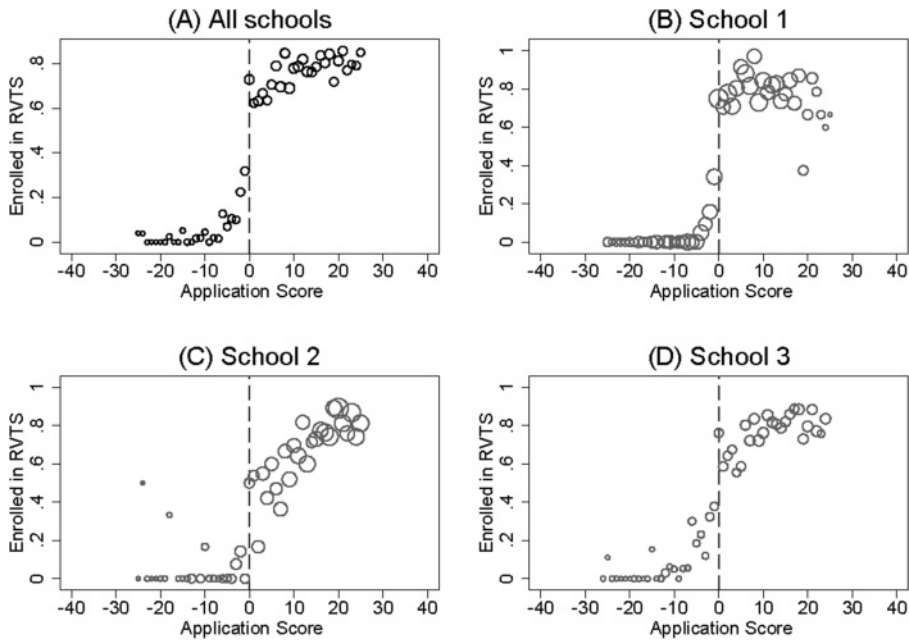 (A) All schools
Enrolled in RVTS
.8
.6
.4
.2
0
-40 -30 -20 -10 0 10 20 30 40
Application Score
(B) School 1
Enrolled in RVTS
1
.8
.6
.4
.2
0
-40 -30 -20 -10 0 10 20 30 40
Application Score
(C) School 2
Enrolled in RVTS
1
.8
.6
.4
.2
0
-40 -30 -20 -10 0 10 20 30 40
Application Score
(D) School 3
Enrolled in RVTS
1
.8
.6
.4
.2
0
-40 -30 -20 -10 0 10 20 30 40
Application Score